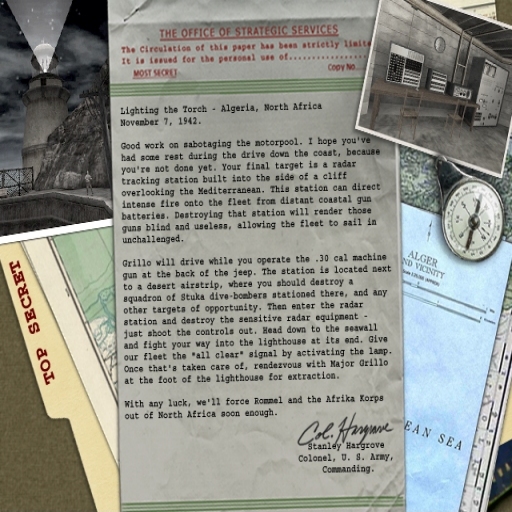 THE OFFICE OF STRATEGIC SERVICES
The Circulation of this paper has been strictly
It is issued for the personal use of................
MOST SECRET
Copy No....
Lighting the Torch - Algeria, North Africa
November 7, 1942.
Good work on sabotaging the motorpool. I hope you've
had some rest during the drive down the coast, because
you're not done yet. Your final target is a radar
tracking station built into the side of a cliff
overlooking the Mediterranean. This station can direct
intense fire onto the fleet from distant coastal gun
batteries. Destroying that station will render those
guns blind and useless, allowing the fleet to sail in
unchallenged.
Grillo will drive while you operate the .30 cal machine
gun at the back of the jeep. The station is located next
to a desert airstrip, where you should destroy a
squadron of Stuka dive-bombers stationed there, and any
other targets of opportunity. Then enter the radar
station and destroy the sensitive radar equipment -
just shoot the controls out. Head down to the seawall
and fight your way into the lighthouse at its end. Give
our fleet the "all clear" signal by activating the lamp.
Once that's taken care of, rendezvous with Major Grillo
at the foot of the lighthouse for extraction.
With any luck, we'll force Rommel and the Afrika Korps
out of North Africa soon enough.
Col. Hargrove
Stanley Hargrove
Colonel, U. S. Army,
Commanding.
TOP SECRET
ALGER
ND VICINITY
EAN SEA